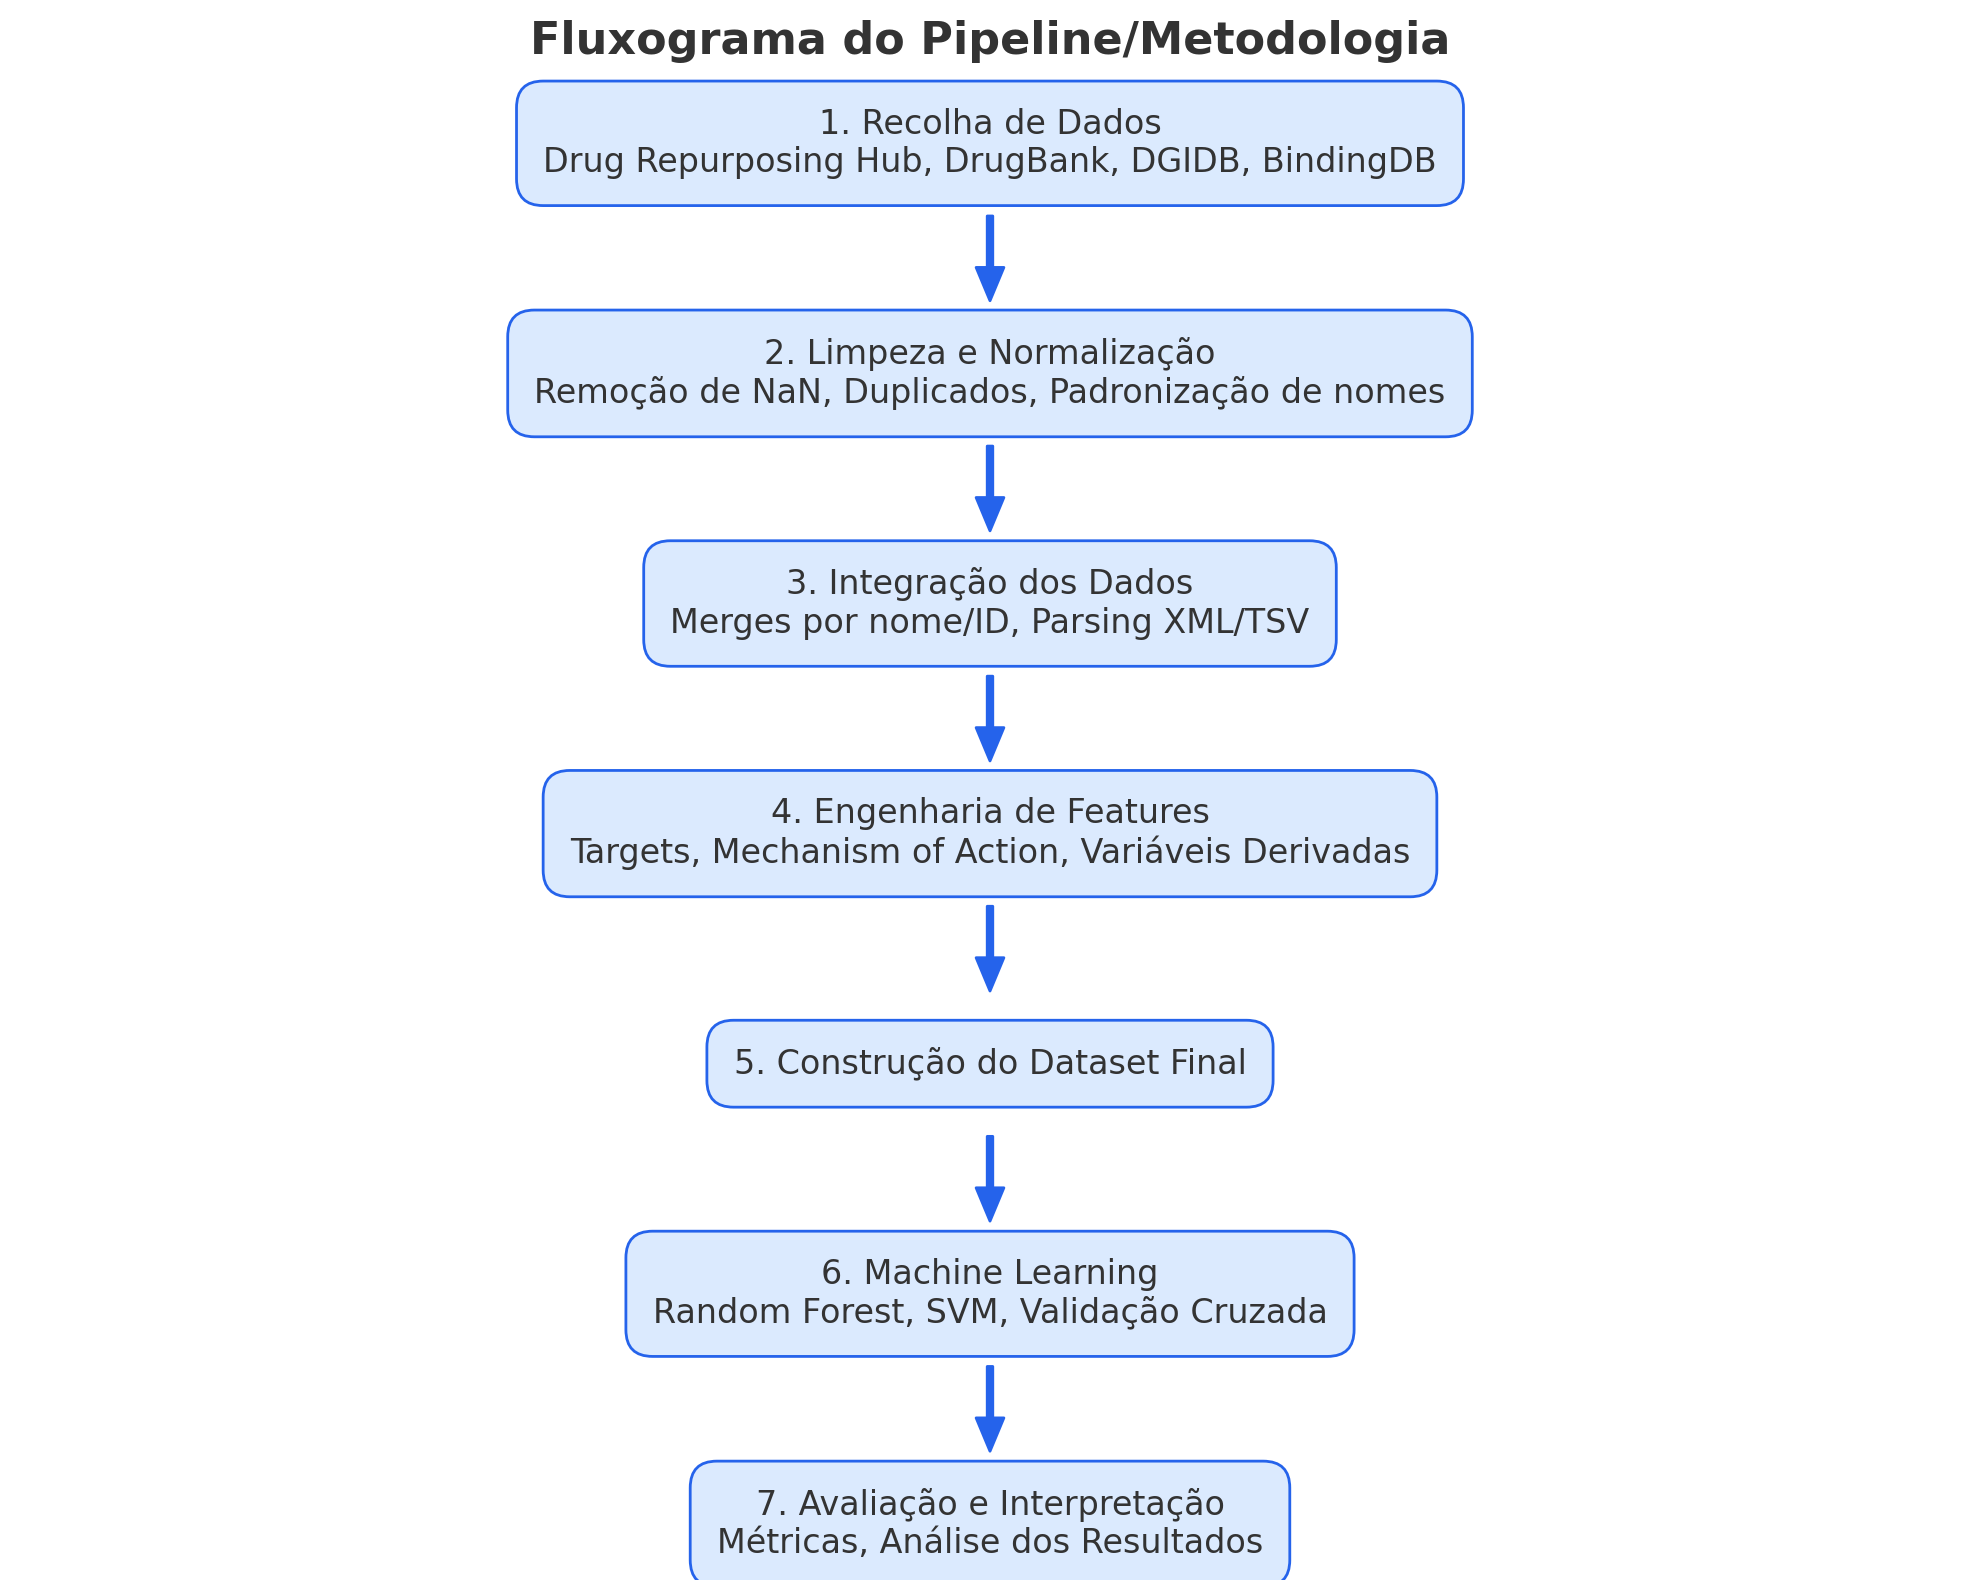 Fluxograma do Pipeline/Metodologia
1. Recolha de Dados
Drug Repurposing Hub, DrugBank, DGIDB, BindingDB
2. Limpeza e Normalização
Remoção de NaN, Duplicados, Padronização de nomes
3. Integração dos Dados
Merges por nome/ID, Parsing XML/TSV
4. Engenharia de Features
Targets, Mechanism of Action, Variáveis Derivadas
5. Construção do Dataset Final
6. Machine Learning
Random Forest, SVM, Validação Cruzada
7. Avaliação e Interpretação
Métricas, Análise dos Resultados